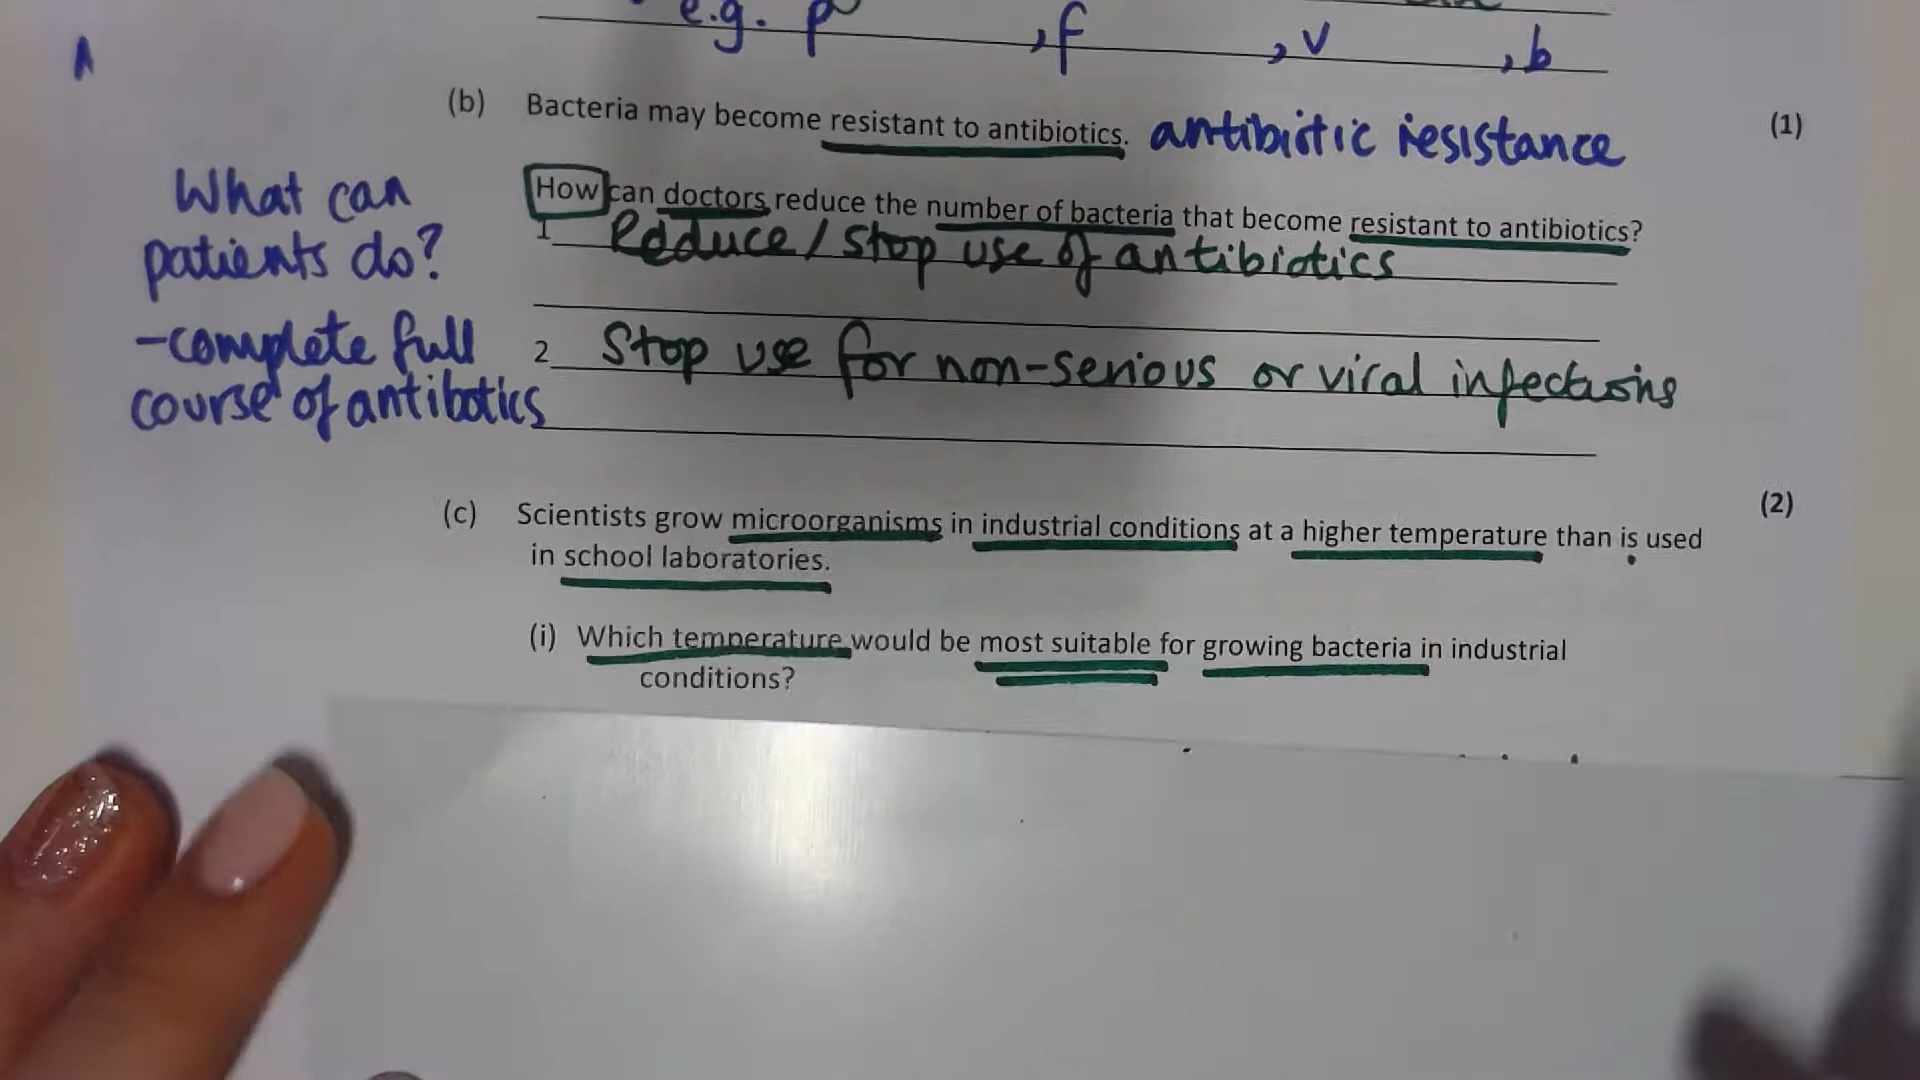 e.g. p , f , v , b
(b) Bacteria may become resistant to antibiotics. antibiotic resistance (1)
How can doctors reduce the number of bacteria that become resistant to antibiotics?
1 Reduce / stop use of antibiotics
2 Stop use for non-serious or viral infections
What can
patients do?
-complete full
course of antibotics
(2)
(c) Scientists grow microorganisms in industrial conditions at a higher temperature than is used
in school laboratories.
(i) Which temperature would be most suitable for growing bacteria in industrial
conditions?